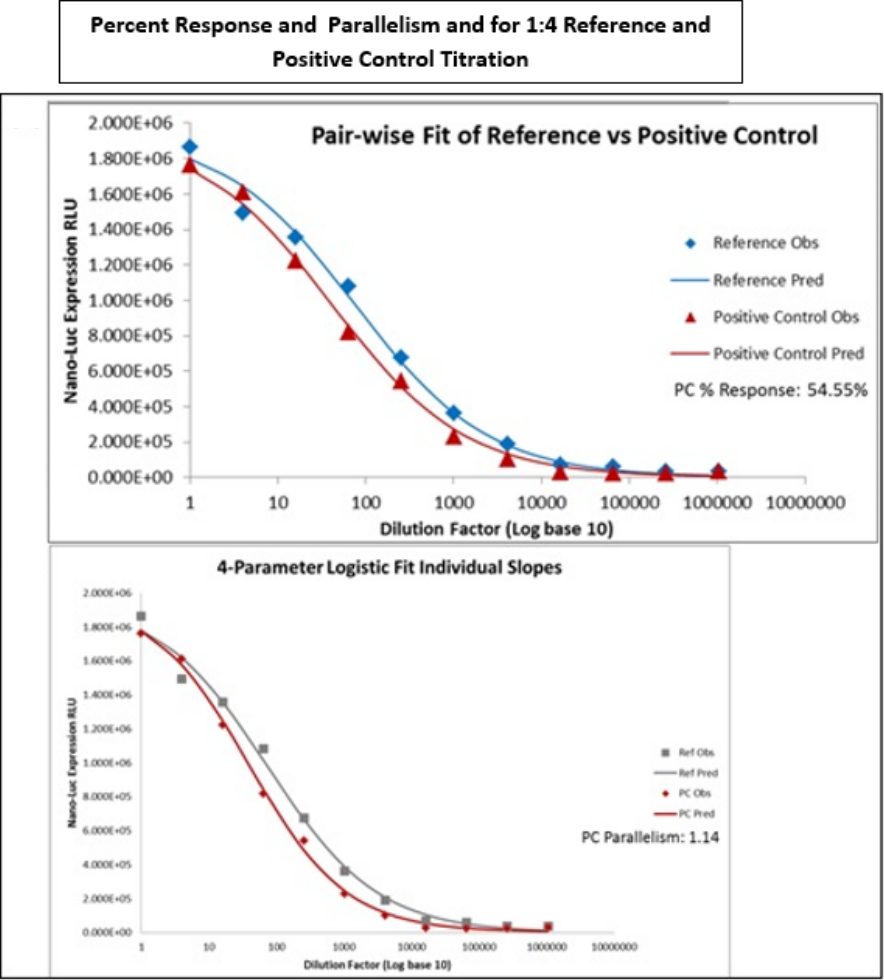 Percent Response and  Parallelism and for 1:4 Reference and
Positive Control Titration
Pair-wise Fit of Reference vs Positive Control
Nano-Luc Expression RLU
2.000E+06
1.800E+06
1.600E+06
1.400E+06
1.200E+06
1.000E+06
8.000E+05
6.000E+05
4.000E+05
2.000E+05
0.000E+00
Reference Obs
Reference Pred
Positive Control Obs
Positive Control Pred
PC % Response: 54.55%
1 10 100 1000 10000 100000 1000000 10000000
Dilution Factor (Log base 10)
4-Parameter Logistic Fit Individual Slopes
Nano-Luc Expression RLU
2.000E+06
1.800E+06
1.600E+06
1.400E+06
1.200E+06
1.000E+06
8.000E+05
6.000E+05
4.000E+05
2.000E+05
0.000E+00
Ref Obs
Ref Pred
PC Obs
PC Pred
PC Parallelism: 1.14
1 10 100 1000 10000 100000 1000000 10000000
Dilution Factor (Log base 10)